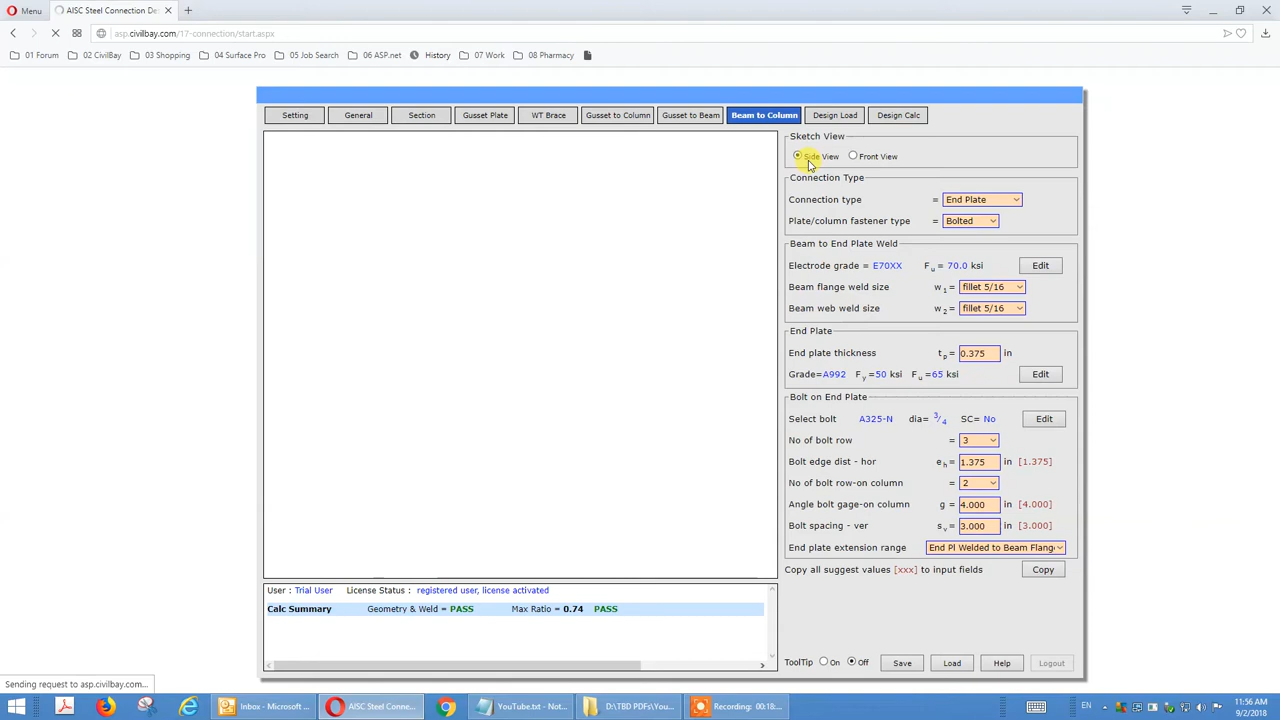 Menu
AISC Steel Connection De
asp.civilbay.com/17-connection/start.aspx
01 Forum 02 CivilBay 03 Shopping 04 Surface Pro 05 Job Search 06 ASP.net History 07 Work 08 Pharmacy
Setting General Section Gusset Plate WT Brace Gusset to Column Gusset to Beam Beam to Column Design Load Design Calc
Sketch View
Side View Front View
Connection Type
Connection type = End Plate
Plate/column fastener type = Bolted
Beam to End Plate Weld
Electrode grade = E70XX Fu = 70.0 ksi Edit
Beam flange weld size w1 = fillet 5/16
Beam web weld size w2 = fillet 5/16
End Plate
End plate thickness tp = 0.375 in
Grade=A992 Fy=50 ksi Fu=65 ksi Edit
Bolt on End Plate
Select bolt A325-N dia= 3/4 SC= No Edit
No of bolt row = 3
Bolt edge dist - hor eh = 1.375 in [1.375]
No of bolt row-on column = 2
Angle bolt gage-on column g = 4.000 in [4.000]
Bolt spacing - ver sv = 3.000 in [3.000]
End plate extension range End Pl Welded to Beam Flang
Copy all suggest values [xxx] to input fields Copy
User : Trial User License Status : registered user, license activated
Calc Summary Geometry & Weld = PASS Max Ratio = 0.74 PASS
ToolTip On Off Save Load Help Logout
Sending request to asp.civilbay.com...
Inbox - Microsoft ... AISC Steel Conne... YouTube.txt - Not... D:\TBD PDFs\You... Recording: 00:18:... EN 11:56 AM
9/2/2018